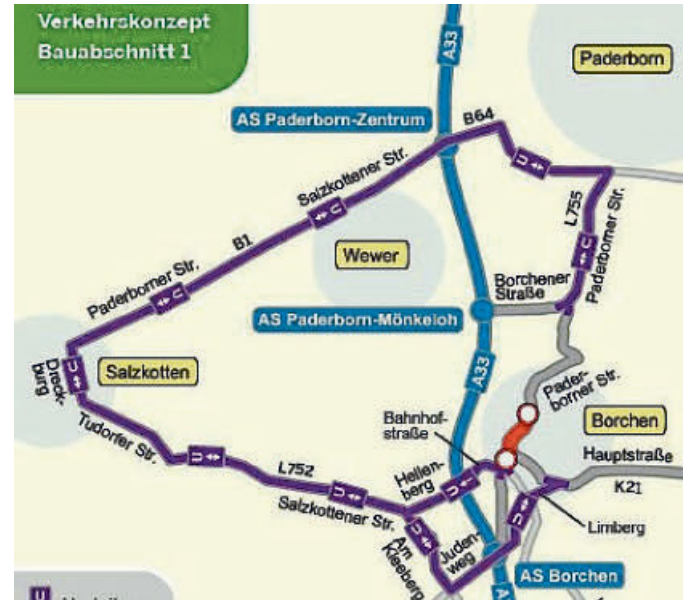 Verkehrskonzept
Bauabschnitt 1
A33
Paderborn
AS Paderborn-Zentrum
B64
Salzkottener Str.
U
L755
Paderborner Str.
B1
Wewer
U
U
Borchener
Straße
Paderborner Str.
U
AS Paderborn-Mönkeloh
A33
Salzkotten
U
Dreck-
burg
Pader-
borner Str.
Bahnhof-
straße
Borchen
Tudorfer Str.
U
Hauptstraße
L752
Hellen-
berg
U
K21
U
Salzkottener Str.
U
Limberg
Am
Kleeberg
U
Juden-
weg
AS Borchen
U
A